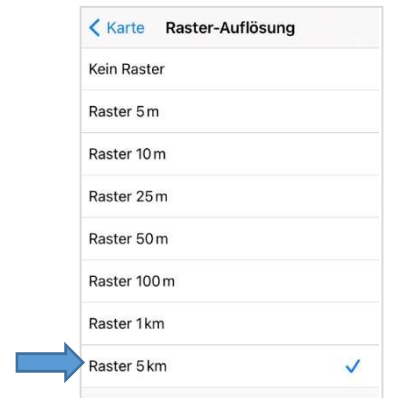 Karte Raster-Auflösung
Kein Raster
Raster 5 m
Raster 10 m
Raster 25 m
Raster 50 m
Raster 100 m
Raster 1 km
Raster 5 km